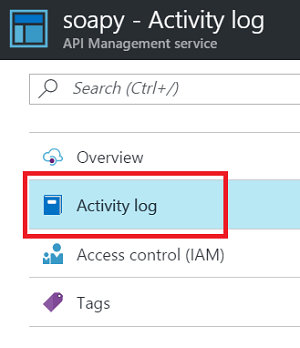 soapy - Activity log
API Management service
Search (Ctrl+/)
Overview
Activity log
Access control (IAM)
Tags